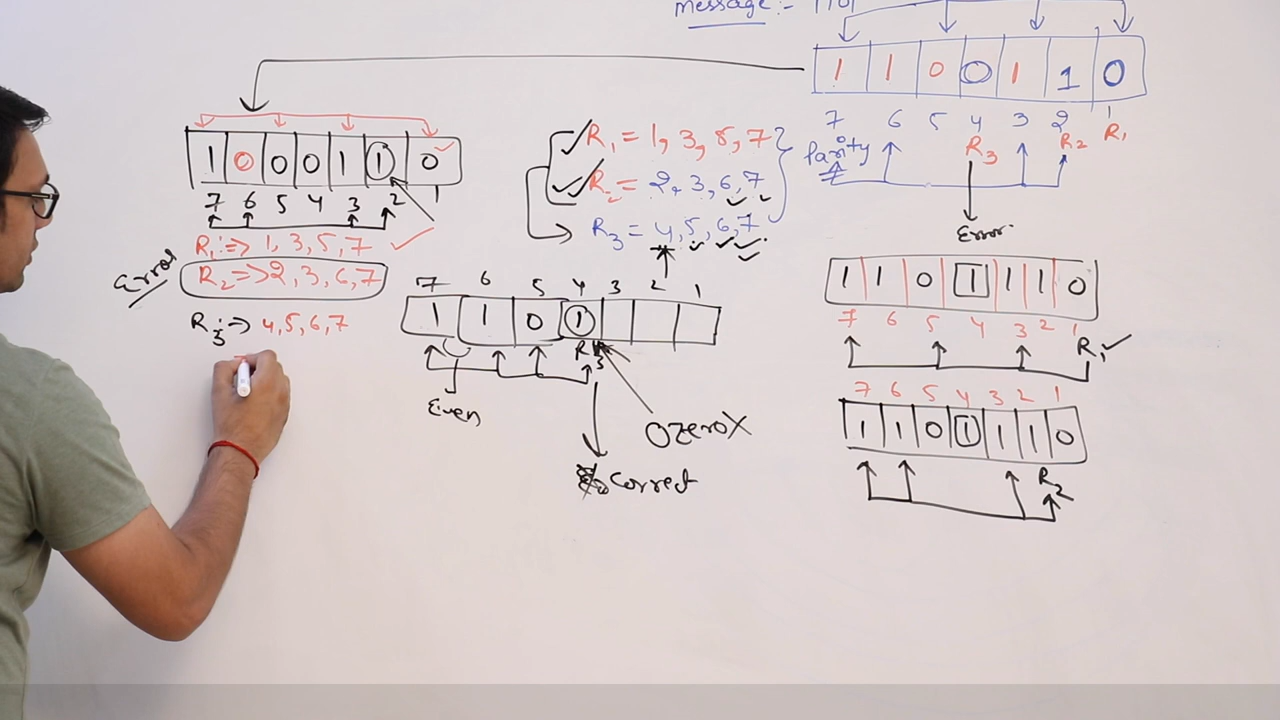 message :- 1101
1 1 0 0 1 1 0
7 6 5 4 3 2 1
Parity R3 R2 R1
Error
1 0 0 0 1 1 0
7 6 5 4 3 2 1
R1 :=> 1, 3, 5, 7
Error R2 => 2, 3, 6, 7
R3 :=> 4, 5, 6, 7
R1 = 1, 3, 5, 7
R2 = 2, 3, 6, 7
R3 = 4, 5, 6, 7
7 6 5 4 3 2 1
1 1 0 1
R3
Even
0 zero X
Correct
1 1 0 1 1 1 0
7 6 5 4 3 2 1
R1
7 6 5 4 3 2 1
1 1 0 1 1 1 0
R2